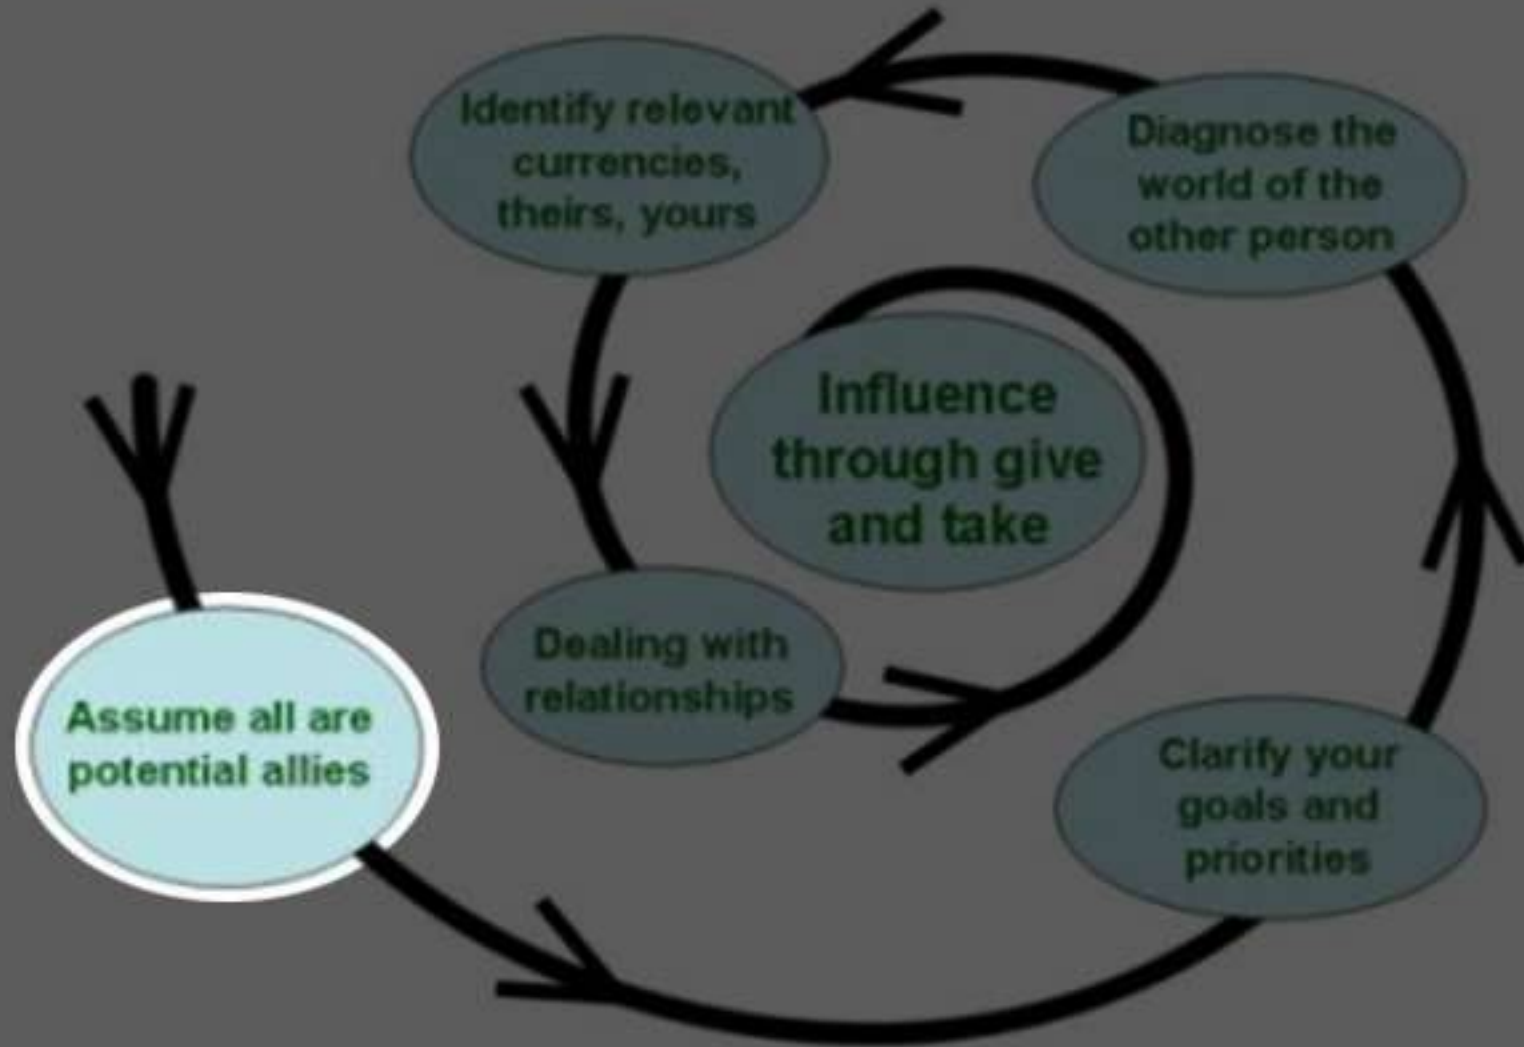 Assume all are
potential allies
Clarify your
goals and
priorities
Diagnose the
world of the
other person
Identify relevant
currencies,
theirs, yours
Dealing with
relationships
Influence
through give
and take